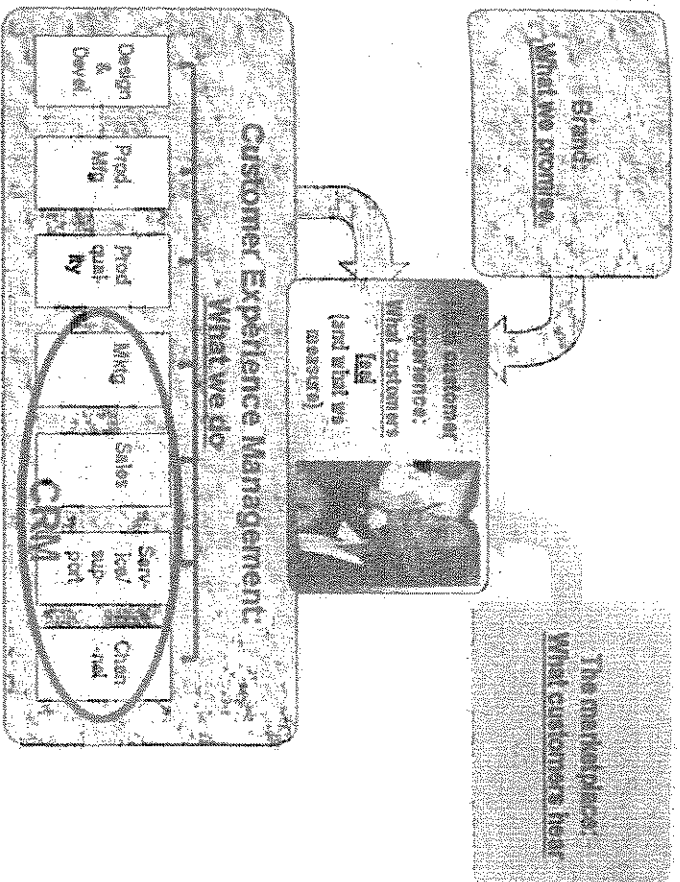 Brand:
What we promise
The marketplace:
What customers hear
customer
experience:
What customers
feel
(and what we
measure)
Customer Experience Management:
What we do
Design
&
Devel.
Prod.
Mfg
Prod
qual-
ity
Mktg
Sales
Serv-
ice/
sup-
port
Chan
-nel
CRM